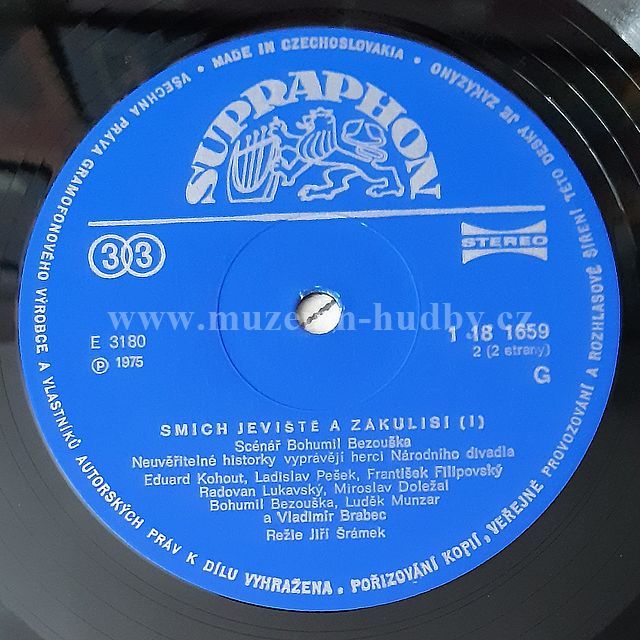 VŠECHNA PRÁVA GRAMOFONOVÉHO VÝROBCE A VLASTNÍKŮ AUTORSKÝCH PRÁV K DÍLU VYHRAŽENA. POŘIZOVÁNÍ KOPIÍ, VEŘEJNÉ PROVOZOVÁNÍ A ROZHLASOVÉ ŠÍŘENÍ TÉTO DESKY JE ZAKÁZÁNO • MADE IN CZECHOSLOVAKIA •
SUPRAPHON
33
STEREO
www.muzeum-hudby.cz
E 3180
Ⓟ 1975
1 18 1659
2 (2 strany)
G
SMÍCH JEVIŠTĚ A ZÁKULISÍ (I)
Scénář Bohumil Bezouška
Neuvěřitelné historky vyprávějí herci Národního divadla
Eduard Kohout, Ladislav Pešek, František Filipovský
Radovan Lukavský, Miroslav Doležal
Bohumil Bezouška, Luděk Munzar
a Vladimír Brabec
Režie Jiří Šrámek